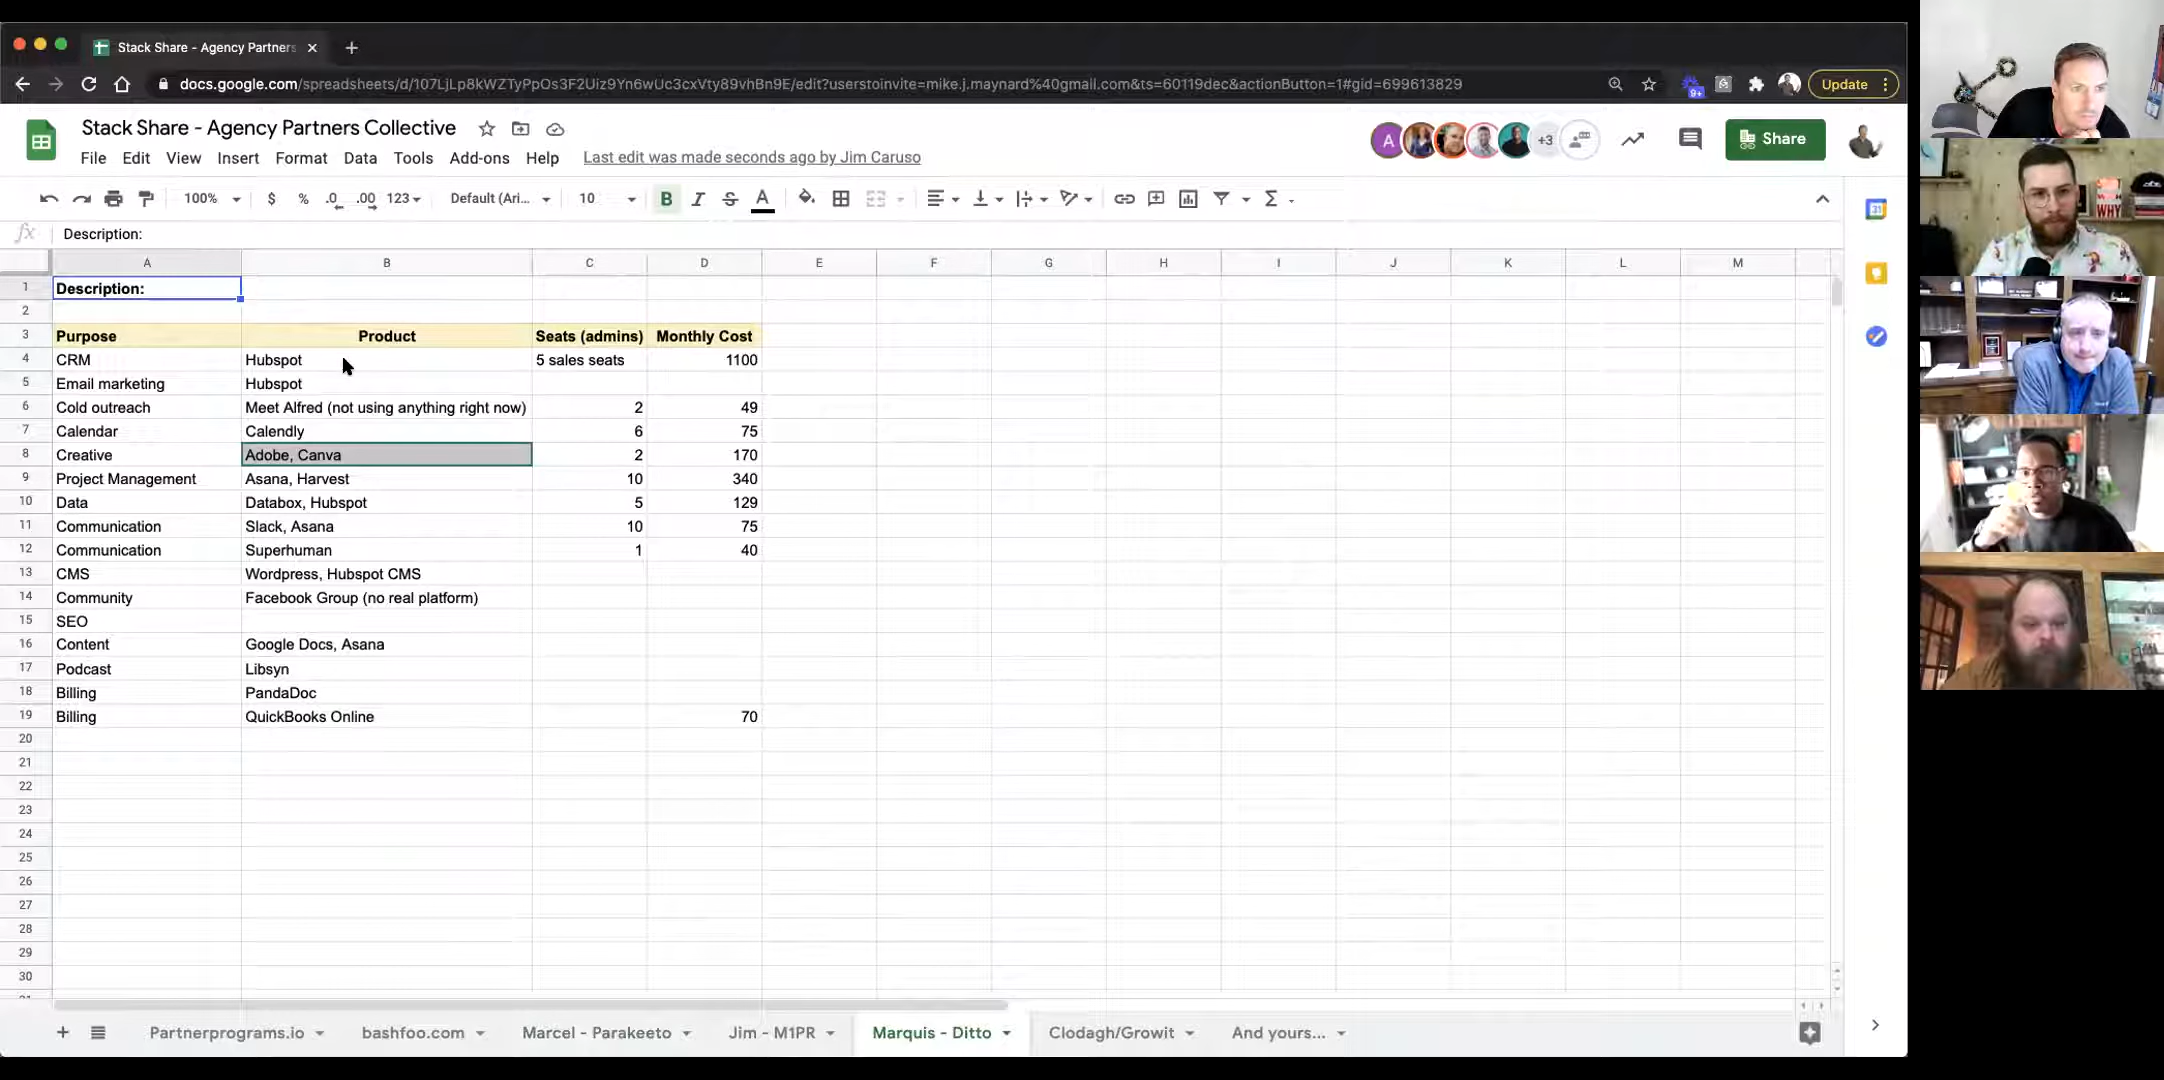 Stack Share - Agency Partners
docs.google.com/spreadsheets/d/107LjLp8kWZTyPpOs3F2Uiz9Yn6wUc3cxVty89vhBn9E/edit?userstoinvite=mike.j.maynard%40gmail.com&ts=60119dec&actionButton=1#gid=699613829
9+
Update
Stack Share - Agency Partners Collective
A
+3
Share
File Edit View Insert Format Data Tools Add-ons Help Last edit was made seconds ago by Jim Caruso
100% $ % .0 .00 123 Default (Ari... 10 B I S A Σ
31
fx Description:
A B C D E F G H I J K L M
1 Description:
2
3 Purpose Product Seats (admins) Monthly Cost
4 CRM Hubspot 5 sales seats 1100
5 Email marketing Hubspot
6 Cold outreach Meet Alfred (not using anything right now) 2 49
7 Calendar Calendly 6 75
8 Creative Adobe, Canva 2 170
9 Project Management Asana, Harvest 10 340
10 Data Databox, Hubspot 5 129
11 Communication Slack, Asana 10 75
12 Communication Superhuman 1 40
13 CMS Wordpress, Hubspot CMS
14 Community Facebook Group (no real platform)
15 SEO
16 Content Google Docs, Asana
17 Podcast Libsyn
18 Billing PandaDoc
19 Billing QuickBooks Online 70
20
21
22
23
24
25
26
27
28
29
30
Partnerprograms.io bashfoo.com Marcel - Parakeeto Jim - M1PR Marquis - Ditto Clodagh/Growit And yours...
WHY